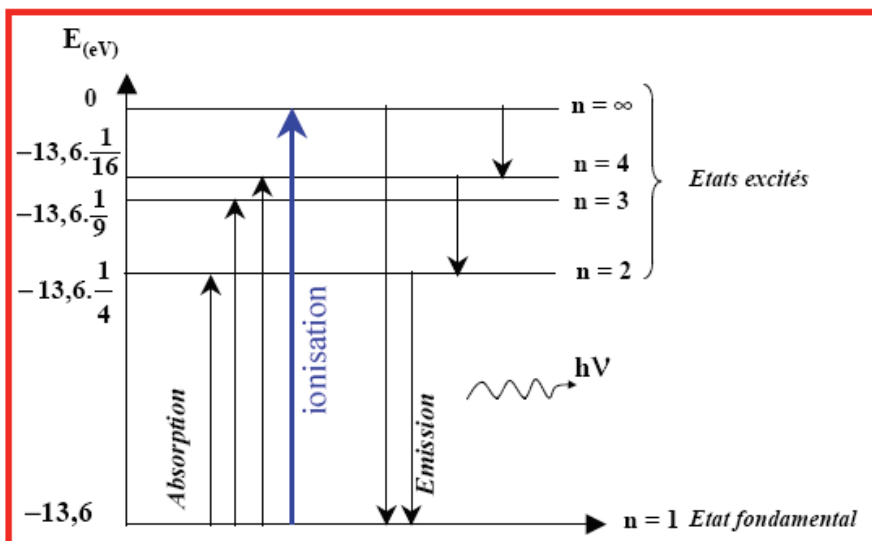 E(eV)
0
n = ∞
−13,6.1/16
n = 4
Etats excités
−13,6.1/9
n = 3
−13,6.1/4
n = 2
ionisation
hν
Absorption
Emission
−13,6
n = 1 Etat fondamental